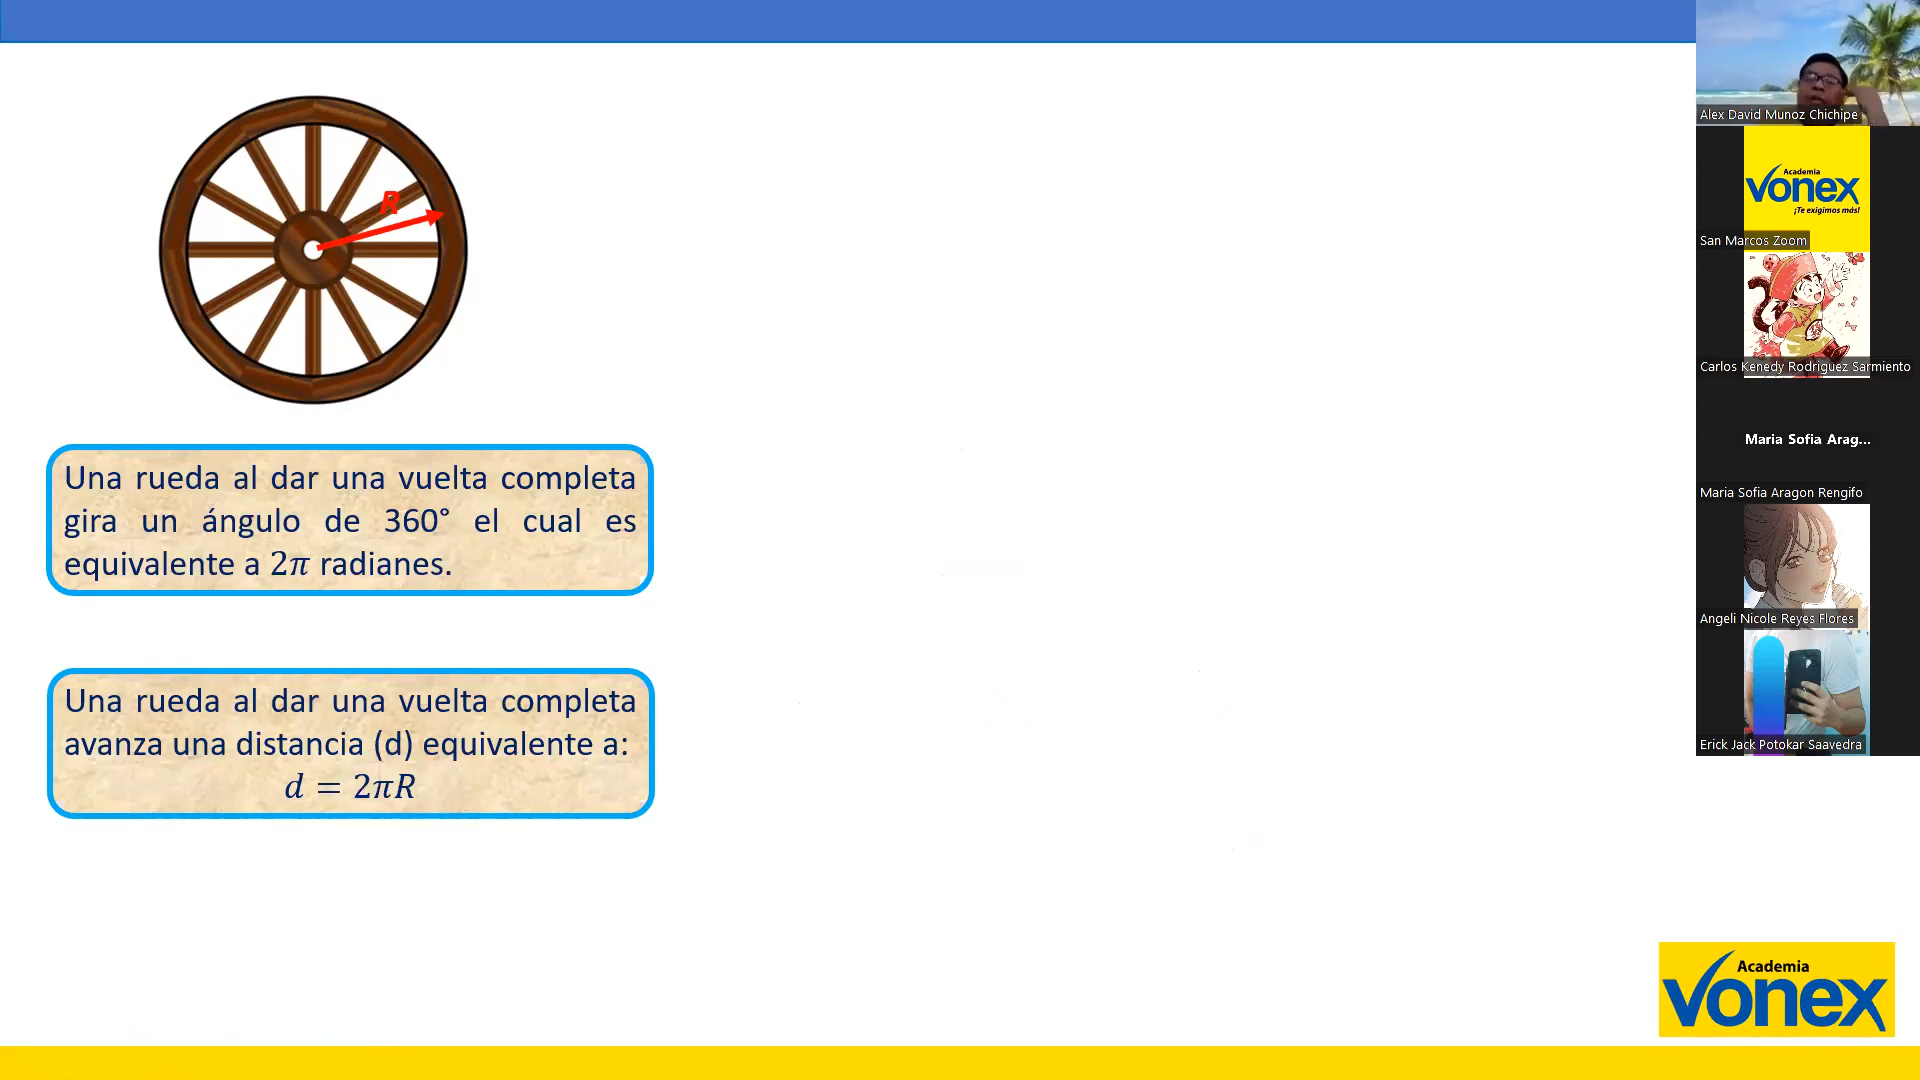 R
Una rueda al dar una vuelta completa
gira un ángulo de 360° el cual es
equivalente a 2π radianes.
Una rueda al dar una vuelta completa
avanza una distancia (d) equivalente a:
d = 2πR
Alex David Munoz Chichipe
Academia
vonex
¡Te exigimos más!
San Marcos Zoom
Carlos Kenedy Rodriguez Sarmiento
Maria Sofia Arag...
Maria Sofia Aragon Rengifo
Angeli Nicole Reyes Flores
Erick Jack Potokar Saavedra
Academia
vonex